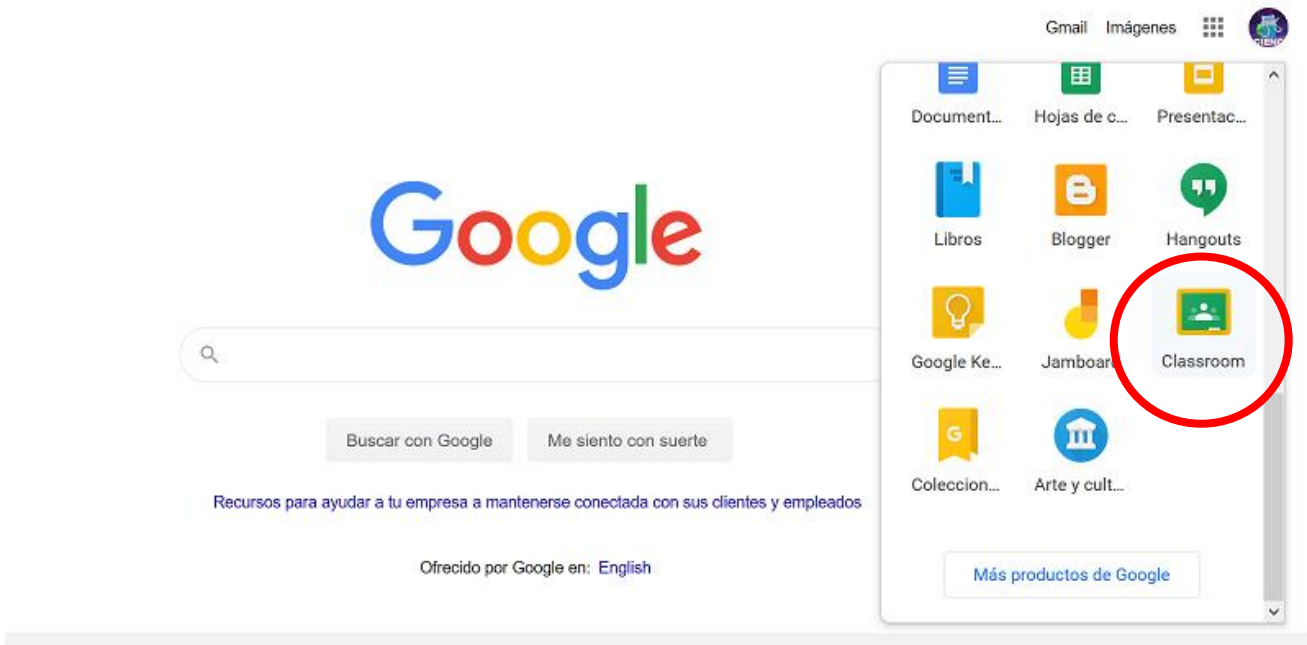 Gmail Imágenes
Document... Hojas de c... Presentac...
Google
Libros Blogger Hangouts
Google Ke... Jamboar Classroom
Buscar con Google Me siento con suerte
G
Coleccion... Arte y cult...
Recursos para ayudar a tu empresa a mantenerse conectada con sus clientes y empleados
Ofrecido por Google en: English
Más productos de Google